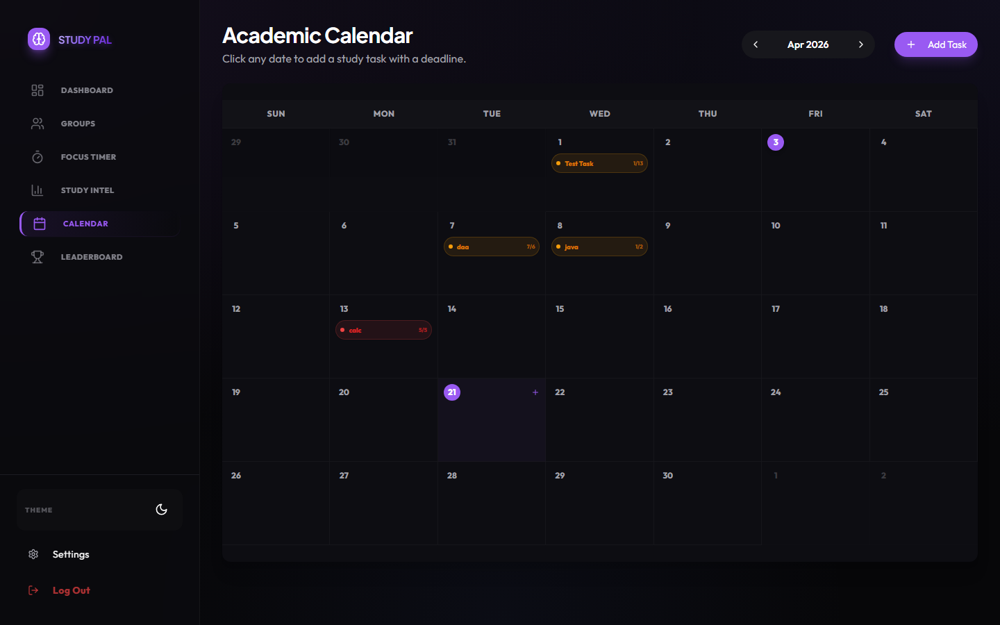 STUDY PAL
DASHBOARD
GROUPS
FOCUS TIMER
STUDY INTEL
CALENDAR
LEADERBOARD
THEME
Settings
Log Out
Academic Calendar
Click any date to add a study task with a deadline.
Apr 2026
+ Add Task
SUN MON TUE WED THU FRI SAT
29 30 31 1 2 3 4
Test Task 1/13
5 6 7 8 9 10 11
daa 7/6 java 1/2
12 13 14 15 16 17 18
calc 5/5
19 20 21 + 22 23 24 25
26 27 28 29 30 1 2